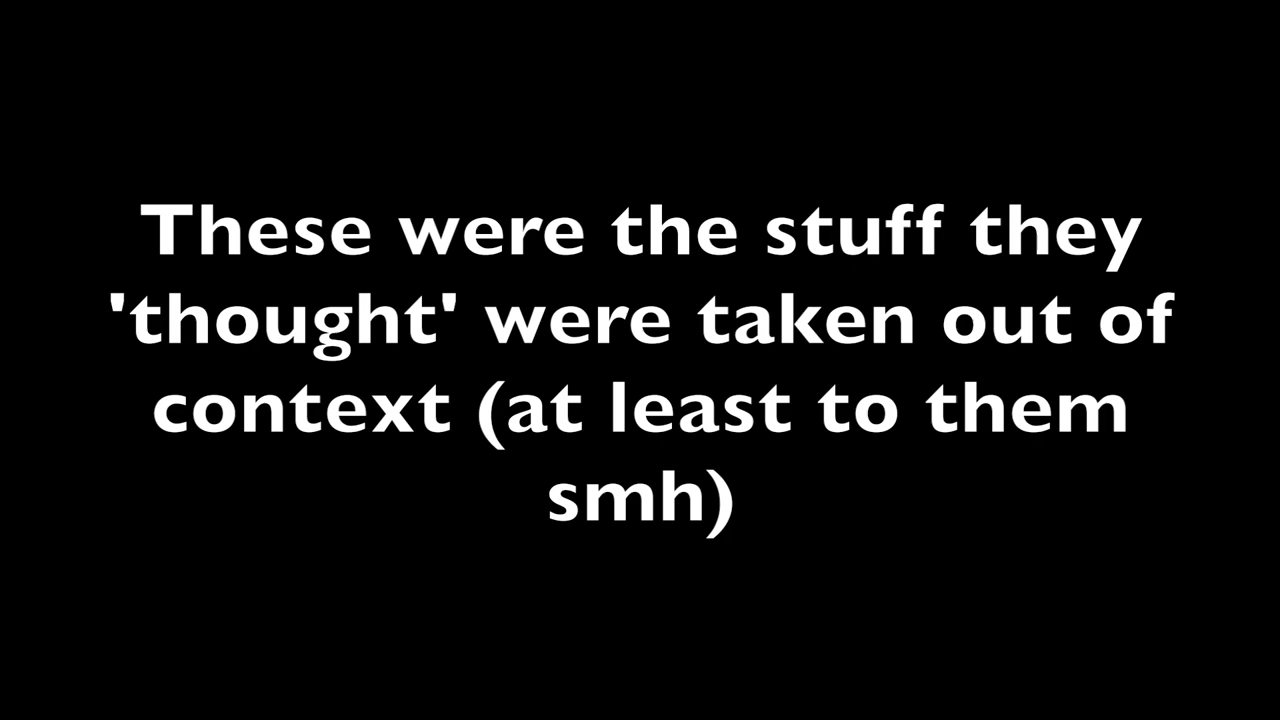 These were the stuff they
'thought' were taken out of
context (at least to them
smh)